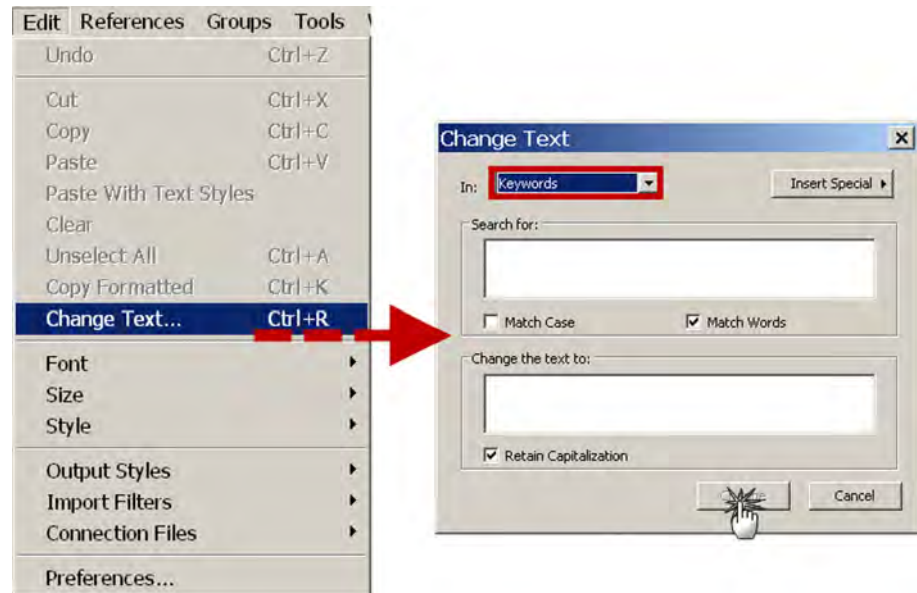 Edit References Groups Tools
Undo Ctrl+Z
Cut Ctrl+X
Copy Ctrl+C
Paste Ctrl+V
Paste With Text Styles
Clear
Unselect All Ctrl+A
Copy Formatted Ctrl+K
Change Text... Ctrl+R
Font
Size
Style
Output Styles
Import Filters
Connection Files
Preferences...
Change Text
In: Keywords Insert Special
Search for:
Match Case Match Words
Change the text to:
Retain Capitalization
Cancel